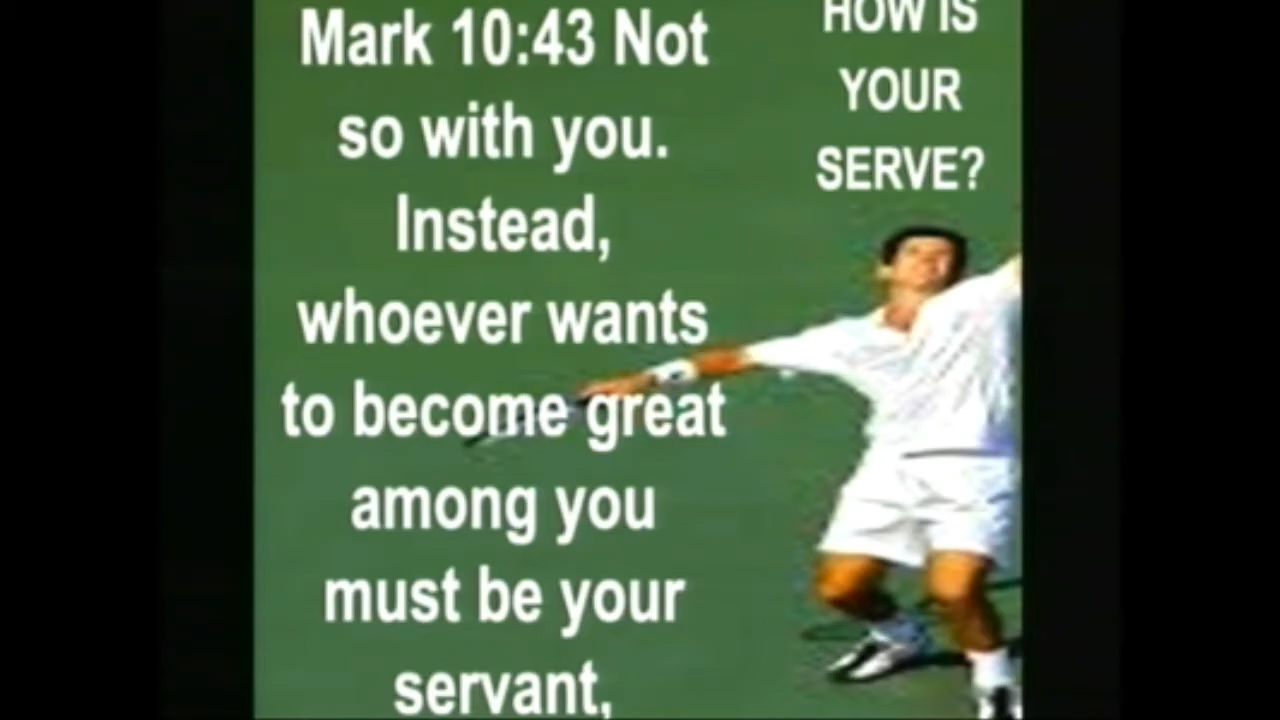 Mark 10:43 Not
so with you.
Instead,
whoever wants
to become great
among you
must be your
servant,
HOW IS
YOUR
SERVE?